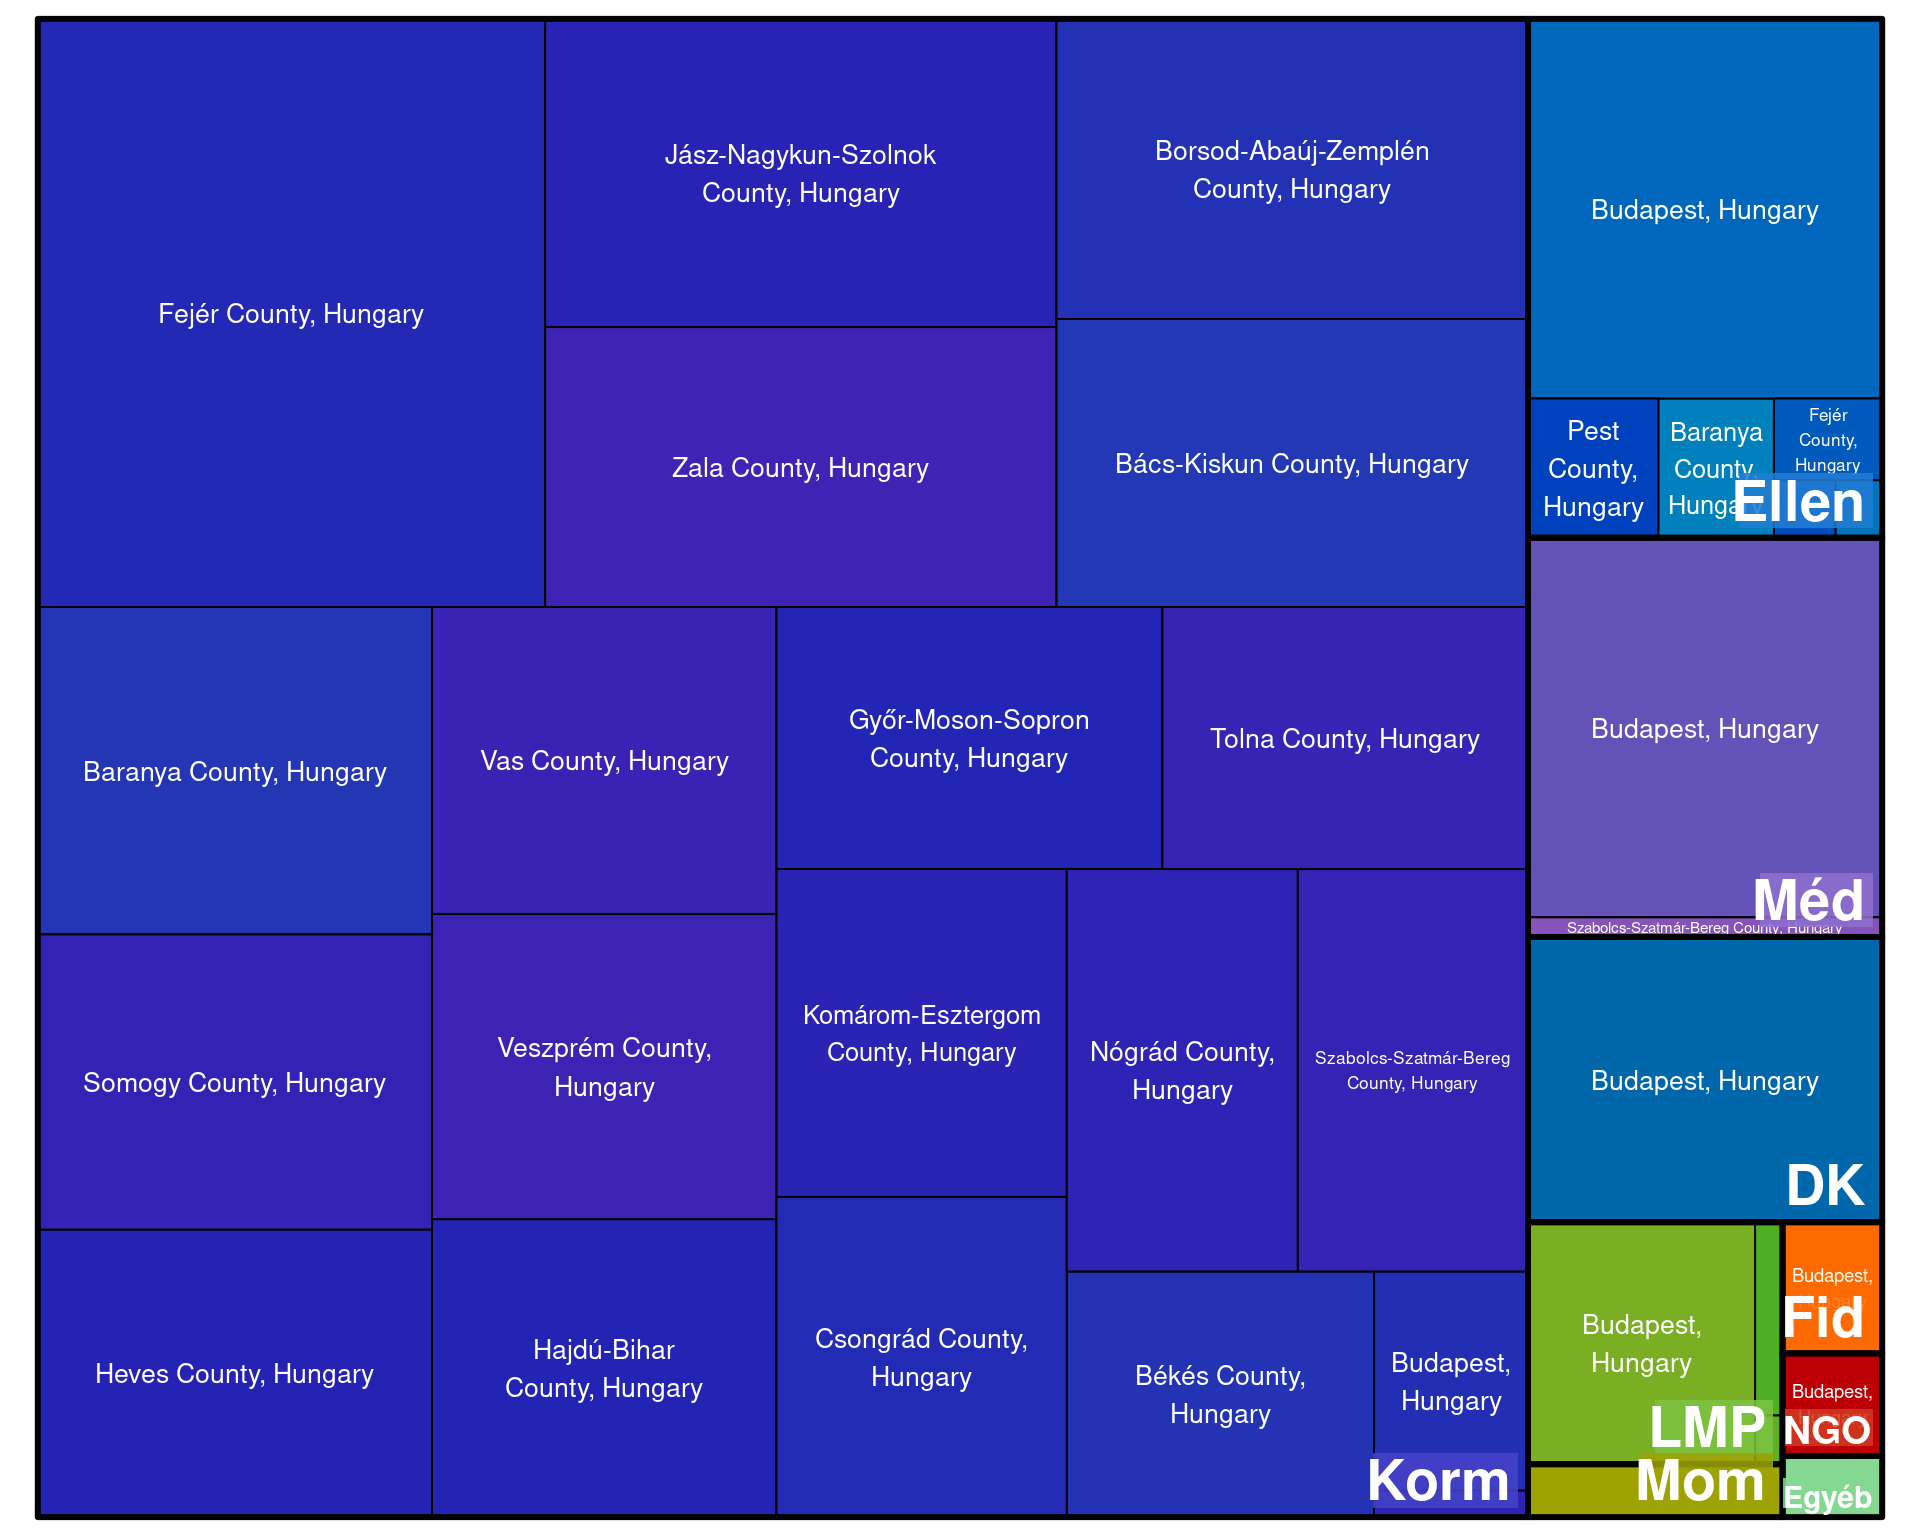 Fejér County, Hungary
Jász-Nagykun-Szolnok
County, Hungary
Zala County, Hungary
Borsod-Abaúj-Zemplén
County, Hungary
Bács-Kiskun County, Hungary
Baranya County, Hungary
Somogy County, Hungary
Heves County, Hungary
Vas County, Hungary
Veszprém County,
Hungary
Hajdú-Bihar
County, Hungary
Győr-Moson-Sopron
County, Hungary
Tolna County, Hungary
Komárom-Esztergom
County, Hungary
Csongrád County,
Hungary
Nógrád County,
Hungary
Szabolcs-Szatmár-Bereg
County, Hungary
Békés County,
Hungary
Budapest,
Hungary
Korm
Budapest, Hungary
Pest
County,
Hungary
Baranya
County,
Hungary
Fejér
County,
Hungary
Ellen
Budapest, Hungary
Méd
Szabolcs-Szatmár-Bereg County, Hungary
Budapest, Hungary
DK
Budapest,
Hungary
LMP
Mom
Budapest,
Fid
Budapest,
NGO
Egyéb